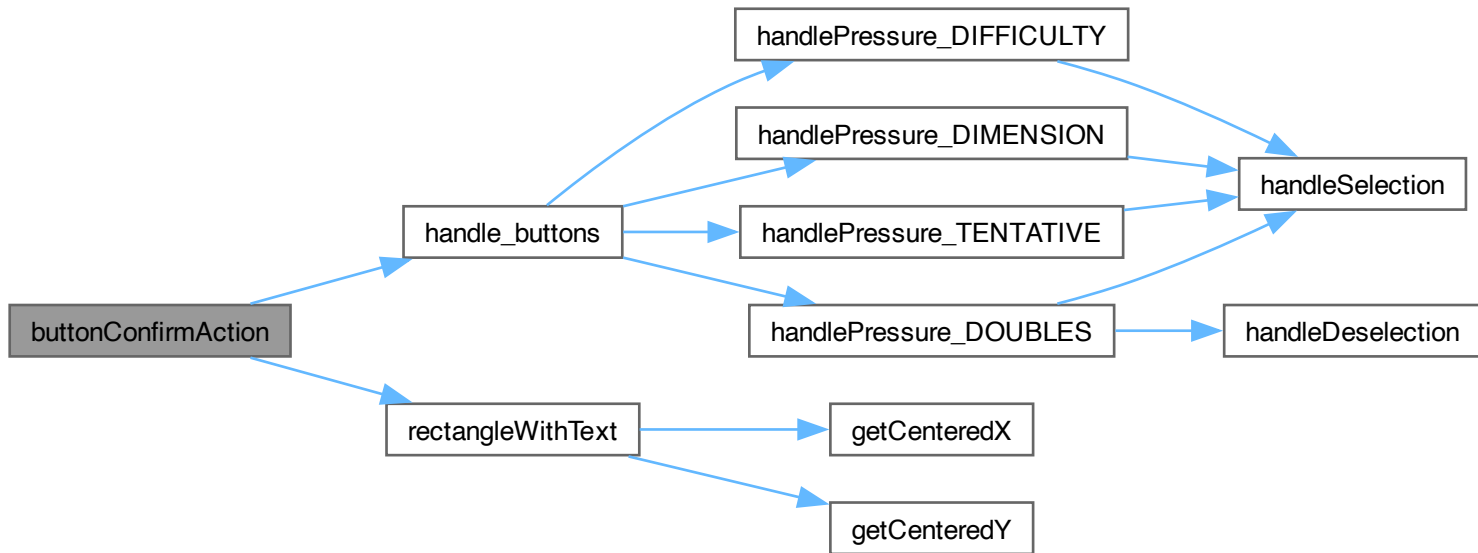 handlePressure_DIFFICULTY
handlePressure_DIMENSION
handleSelection
handle_buttons
handlePressure_TENTATIVE
buttonConfirmAction
handlePressure_DOUBLES
handleDeselection
rectangleWithText
getCenteredX
getCenteredY